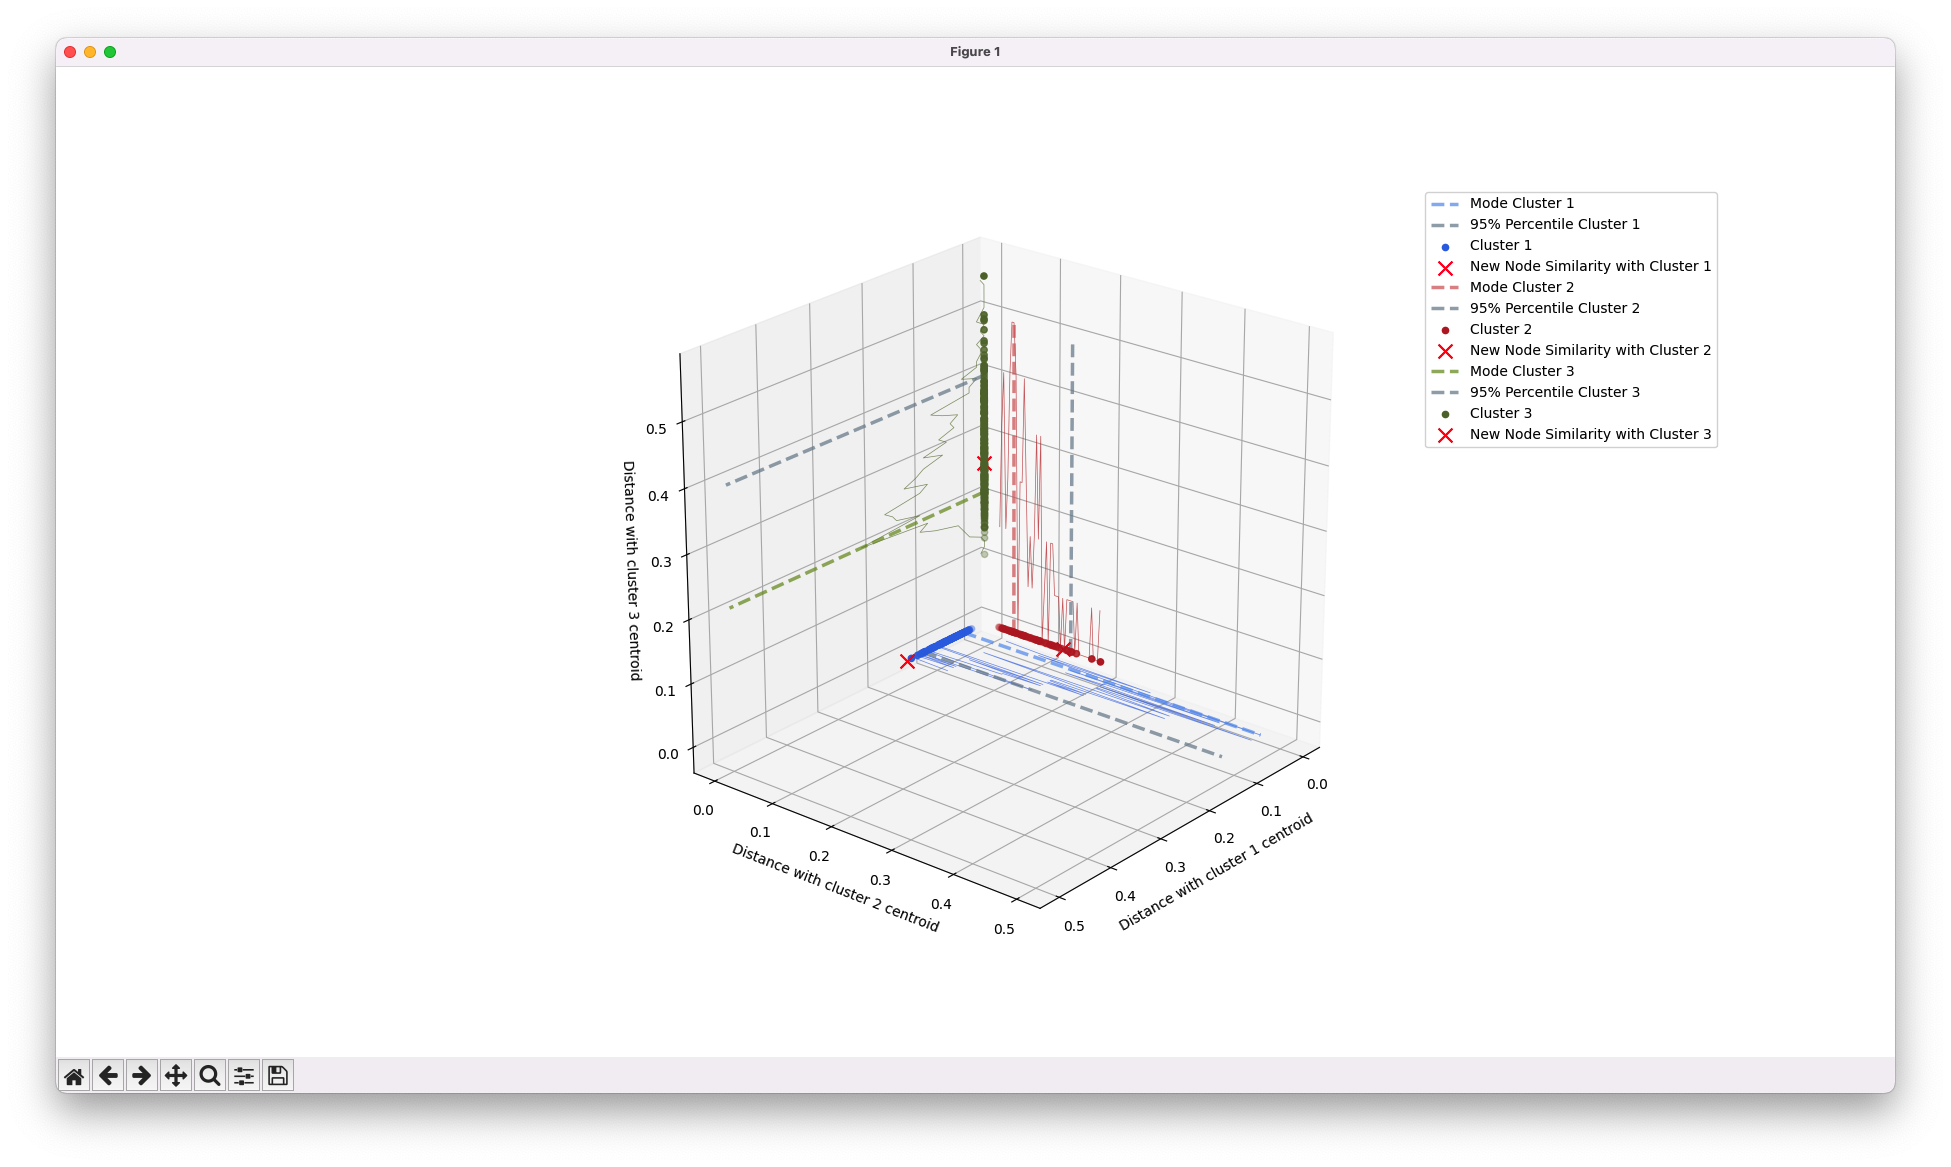 Figure 1
Mode Cluster 1
95% Percentile Cluster 1
Cluster 1
New Node Similarity with Cluster 1
Mode Cluster 2
95% Percentile Cluster 2
Cluster 2
New Node Similarity with Cluster 2
Mode Cluster 3
95% Percentile Cluster 3
Cluster 3
New Node Similarity with Cluster 3
0.5
0.4
0.3
0.2
0.1
0.0
Distance with cluster 3 centroid
0.0
0.1
0.2
0.3
0.4
0.5
Distance with cluster 2 centroid
0.0
0.1
0.2
0.3
0.4
0.5
Distance with cluster 1 centroid